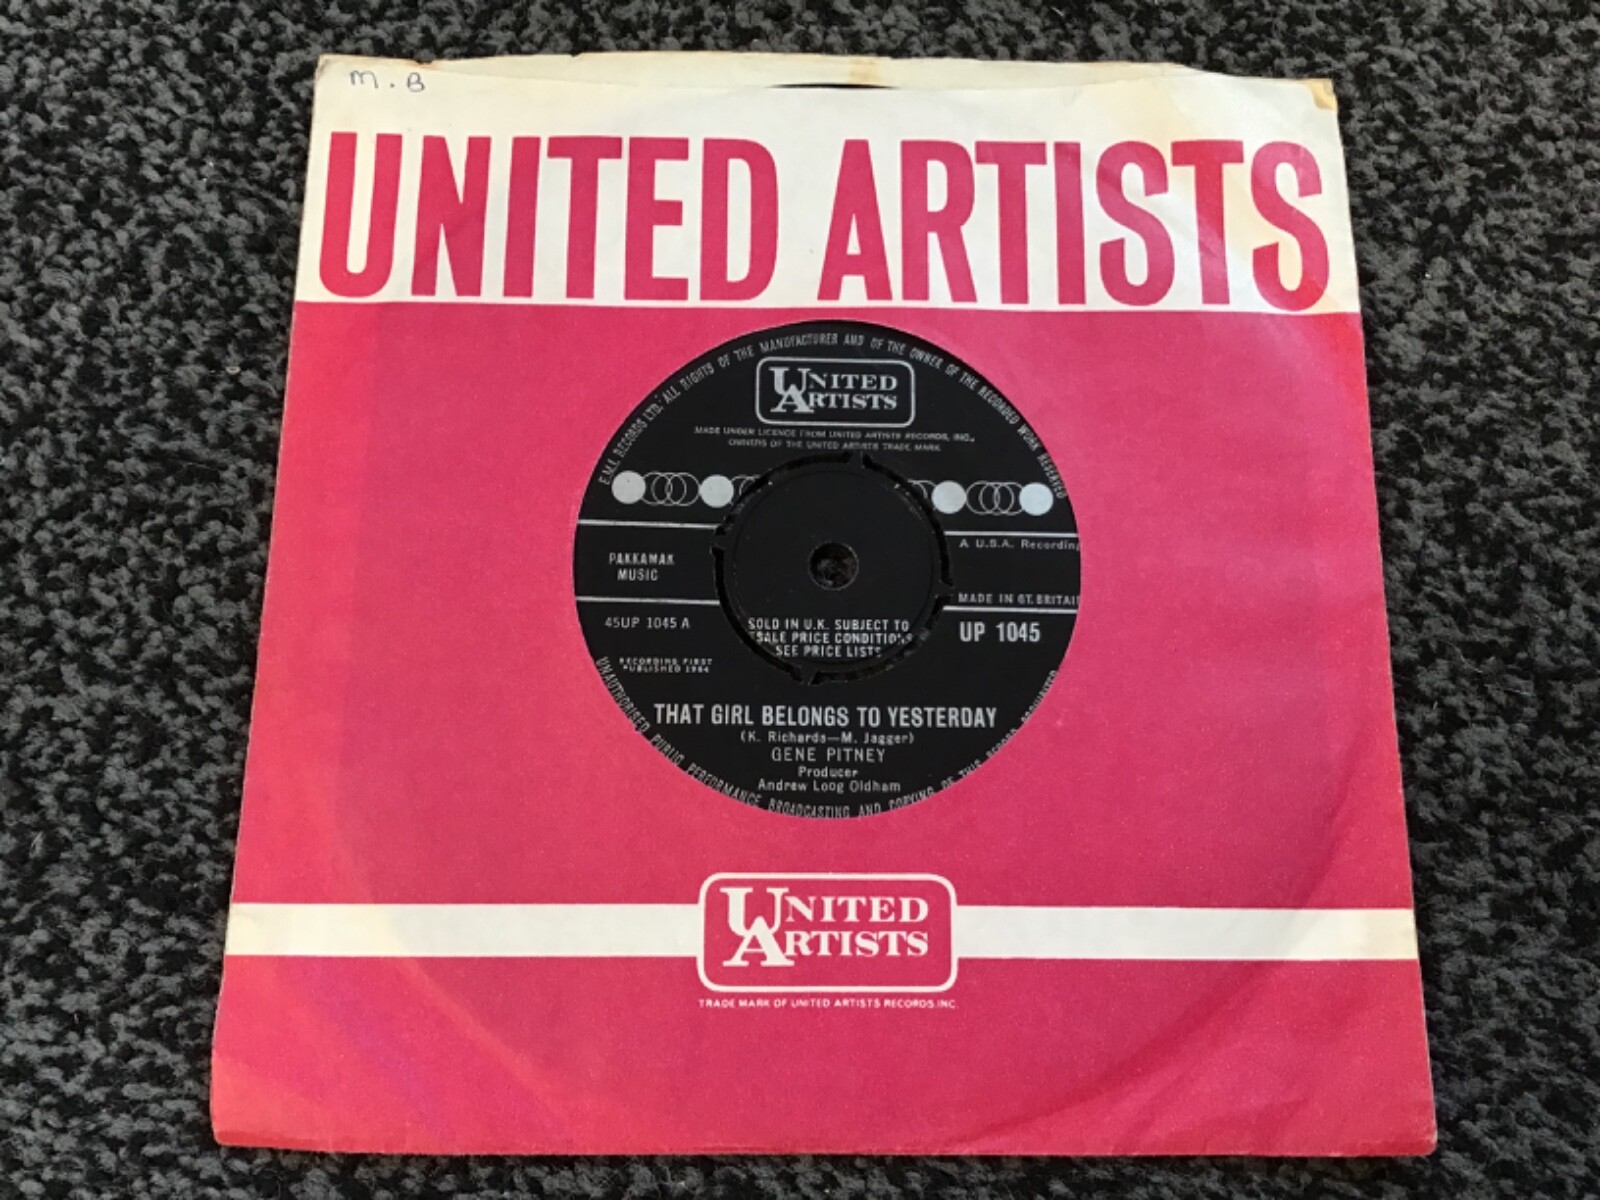 M.B
UNITED ARTISTS
E.M.I. RECORDS LTD. ALL RIGHTS OF THE MANUFACTURER AND OF THE OWNER OF THE RECORDED WORK RESERVED
UNITED
ARTISTS
MADE UNDER LICENCE FROM UNITED ARTISTS RECORDS, INC.,
OWNERS OF THE UNITED ARTISTS TRADE MARK
A U.S.A. Recording
PAKKAMAK
MUSIC
MADE IN GT. BRITAI
45UP 1045 A
SOLD IN U.K. SUBJECT TO
SALE PRICE CONDITIONS
SEE PRICE LISTS
UP 1045
RECORDING FIRST
PUBLISHED 1964
THAT GIRL BELONGS TO YESTERDAY
(K. Richards—M. Jagger)
GENE PITNEY
Producer
Andrew Loog Oldham
UNAUTHORISED PUBLIC PERFORMANCE BROADCASTING AND COPYING OF THIS RECORD PROHIBITED
UNITED
ARTISTS
TRADE MARK OF UNITED ARTISTS RECORDS, INC.